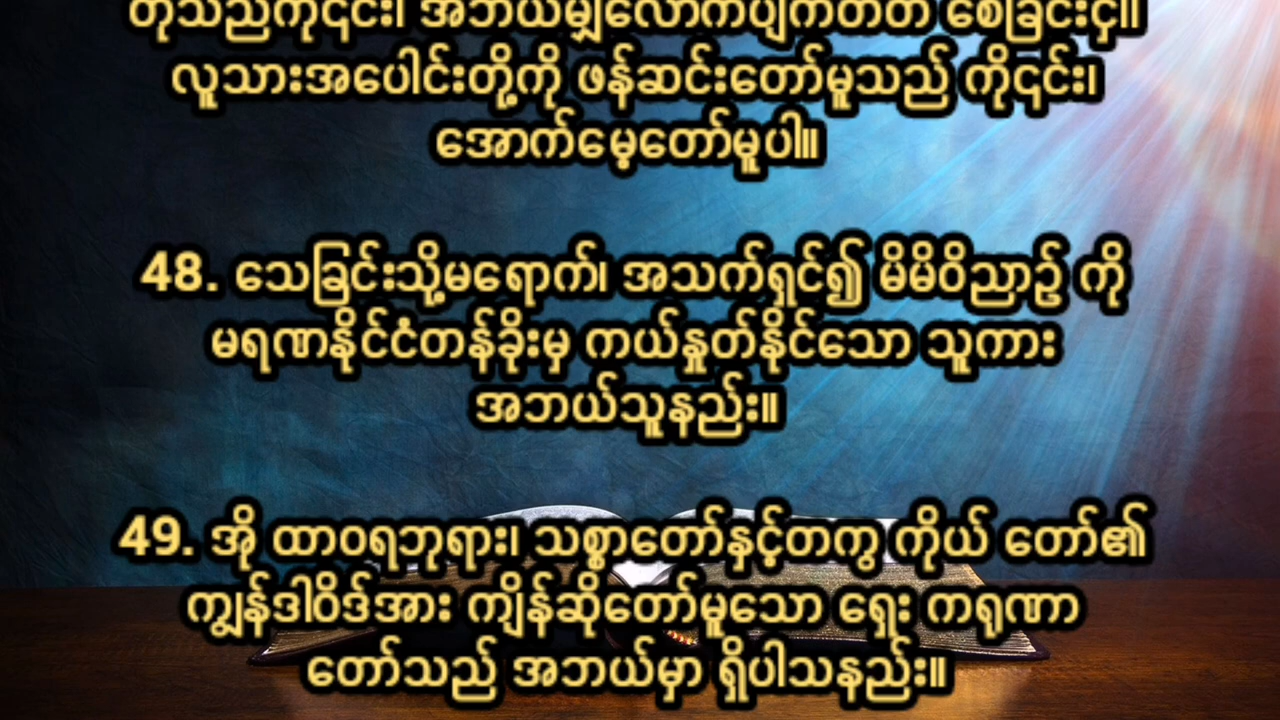 တို့သည်ကို၎င်း၊ အဘယ်မျှလောက်ပျက်တတ် စေခြင်းငှါ။
လူသားအပေါင်းတို့ကို ဖန်ဆင်းတော်မူသည် ကို၎င်း၊
အောက်မေ့တော်မူပါ။
48. သေခြင်းသို့မရောက်၊ အသက်ရှင်၍ မိမိဝိညာဉ် ကို
မရဏနိုင်ငံတန်ခိုးမှ ကယ်နှုတ်နိုင်သော သူကား
အဘယ်သူနည်း။
49. အို ထာဝရဘုရား၊ သစ္စာတော်နှင့်တကွ ကိုယ် တော်၏
ကျွန်ဒါဝိဒ်အား ကျိန်ဆိုတော်မူသော ရှေး ကရုဏာ
တော်သည် အဘယ်မှာ ရှိပါသနည်း။